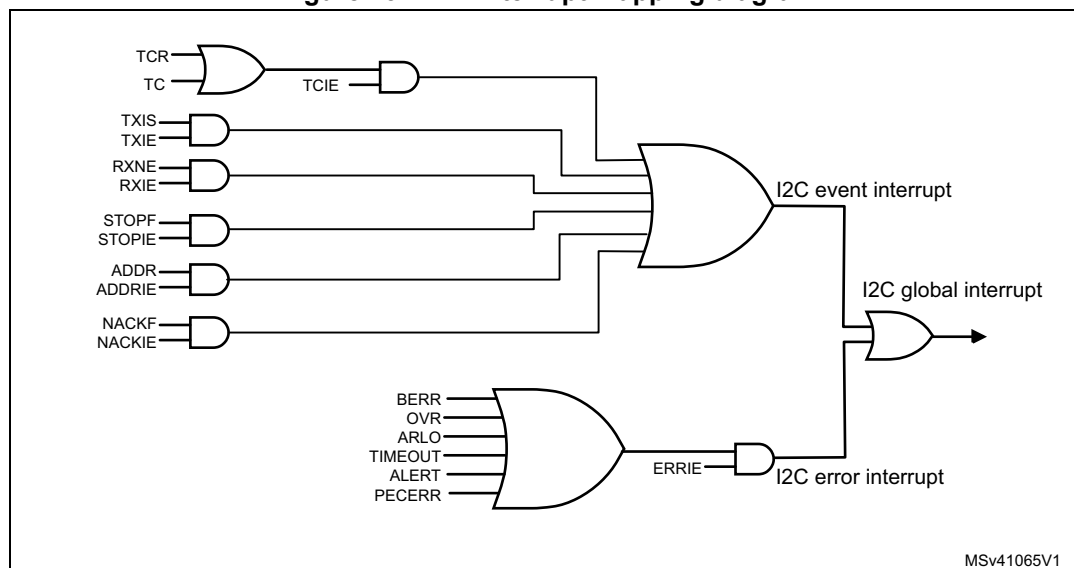 TCR
TC
TCIE
TXIS
TXIE
RXNE
RXIE
STOPF
STOPIE
ADDR
ADDRIE
NACKF
NACKIE
I2C event interrupt
I2C global interrupt
BERR
OVR
ARLO
TIMEOUT
ALERT
PECERR
ERRIE
I2C error interrupt
MSv41065V1